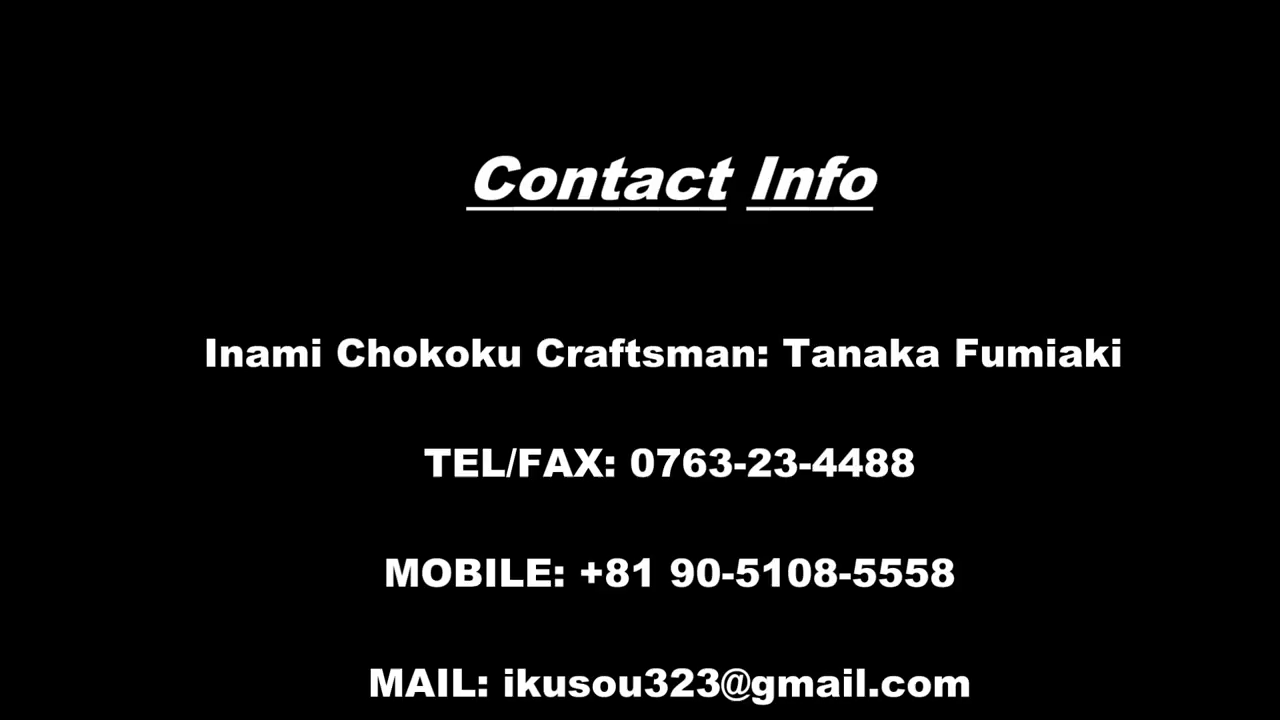 Contact Info
Inami Chokoku Craftsman: Tanaka Fumiaki
TEL/FAX: 0763-23-4488
MOBILE: +81 90-5108-5558
MAIL: ikusou323@gmail.com